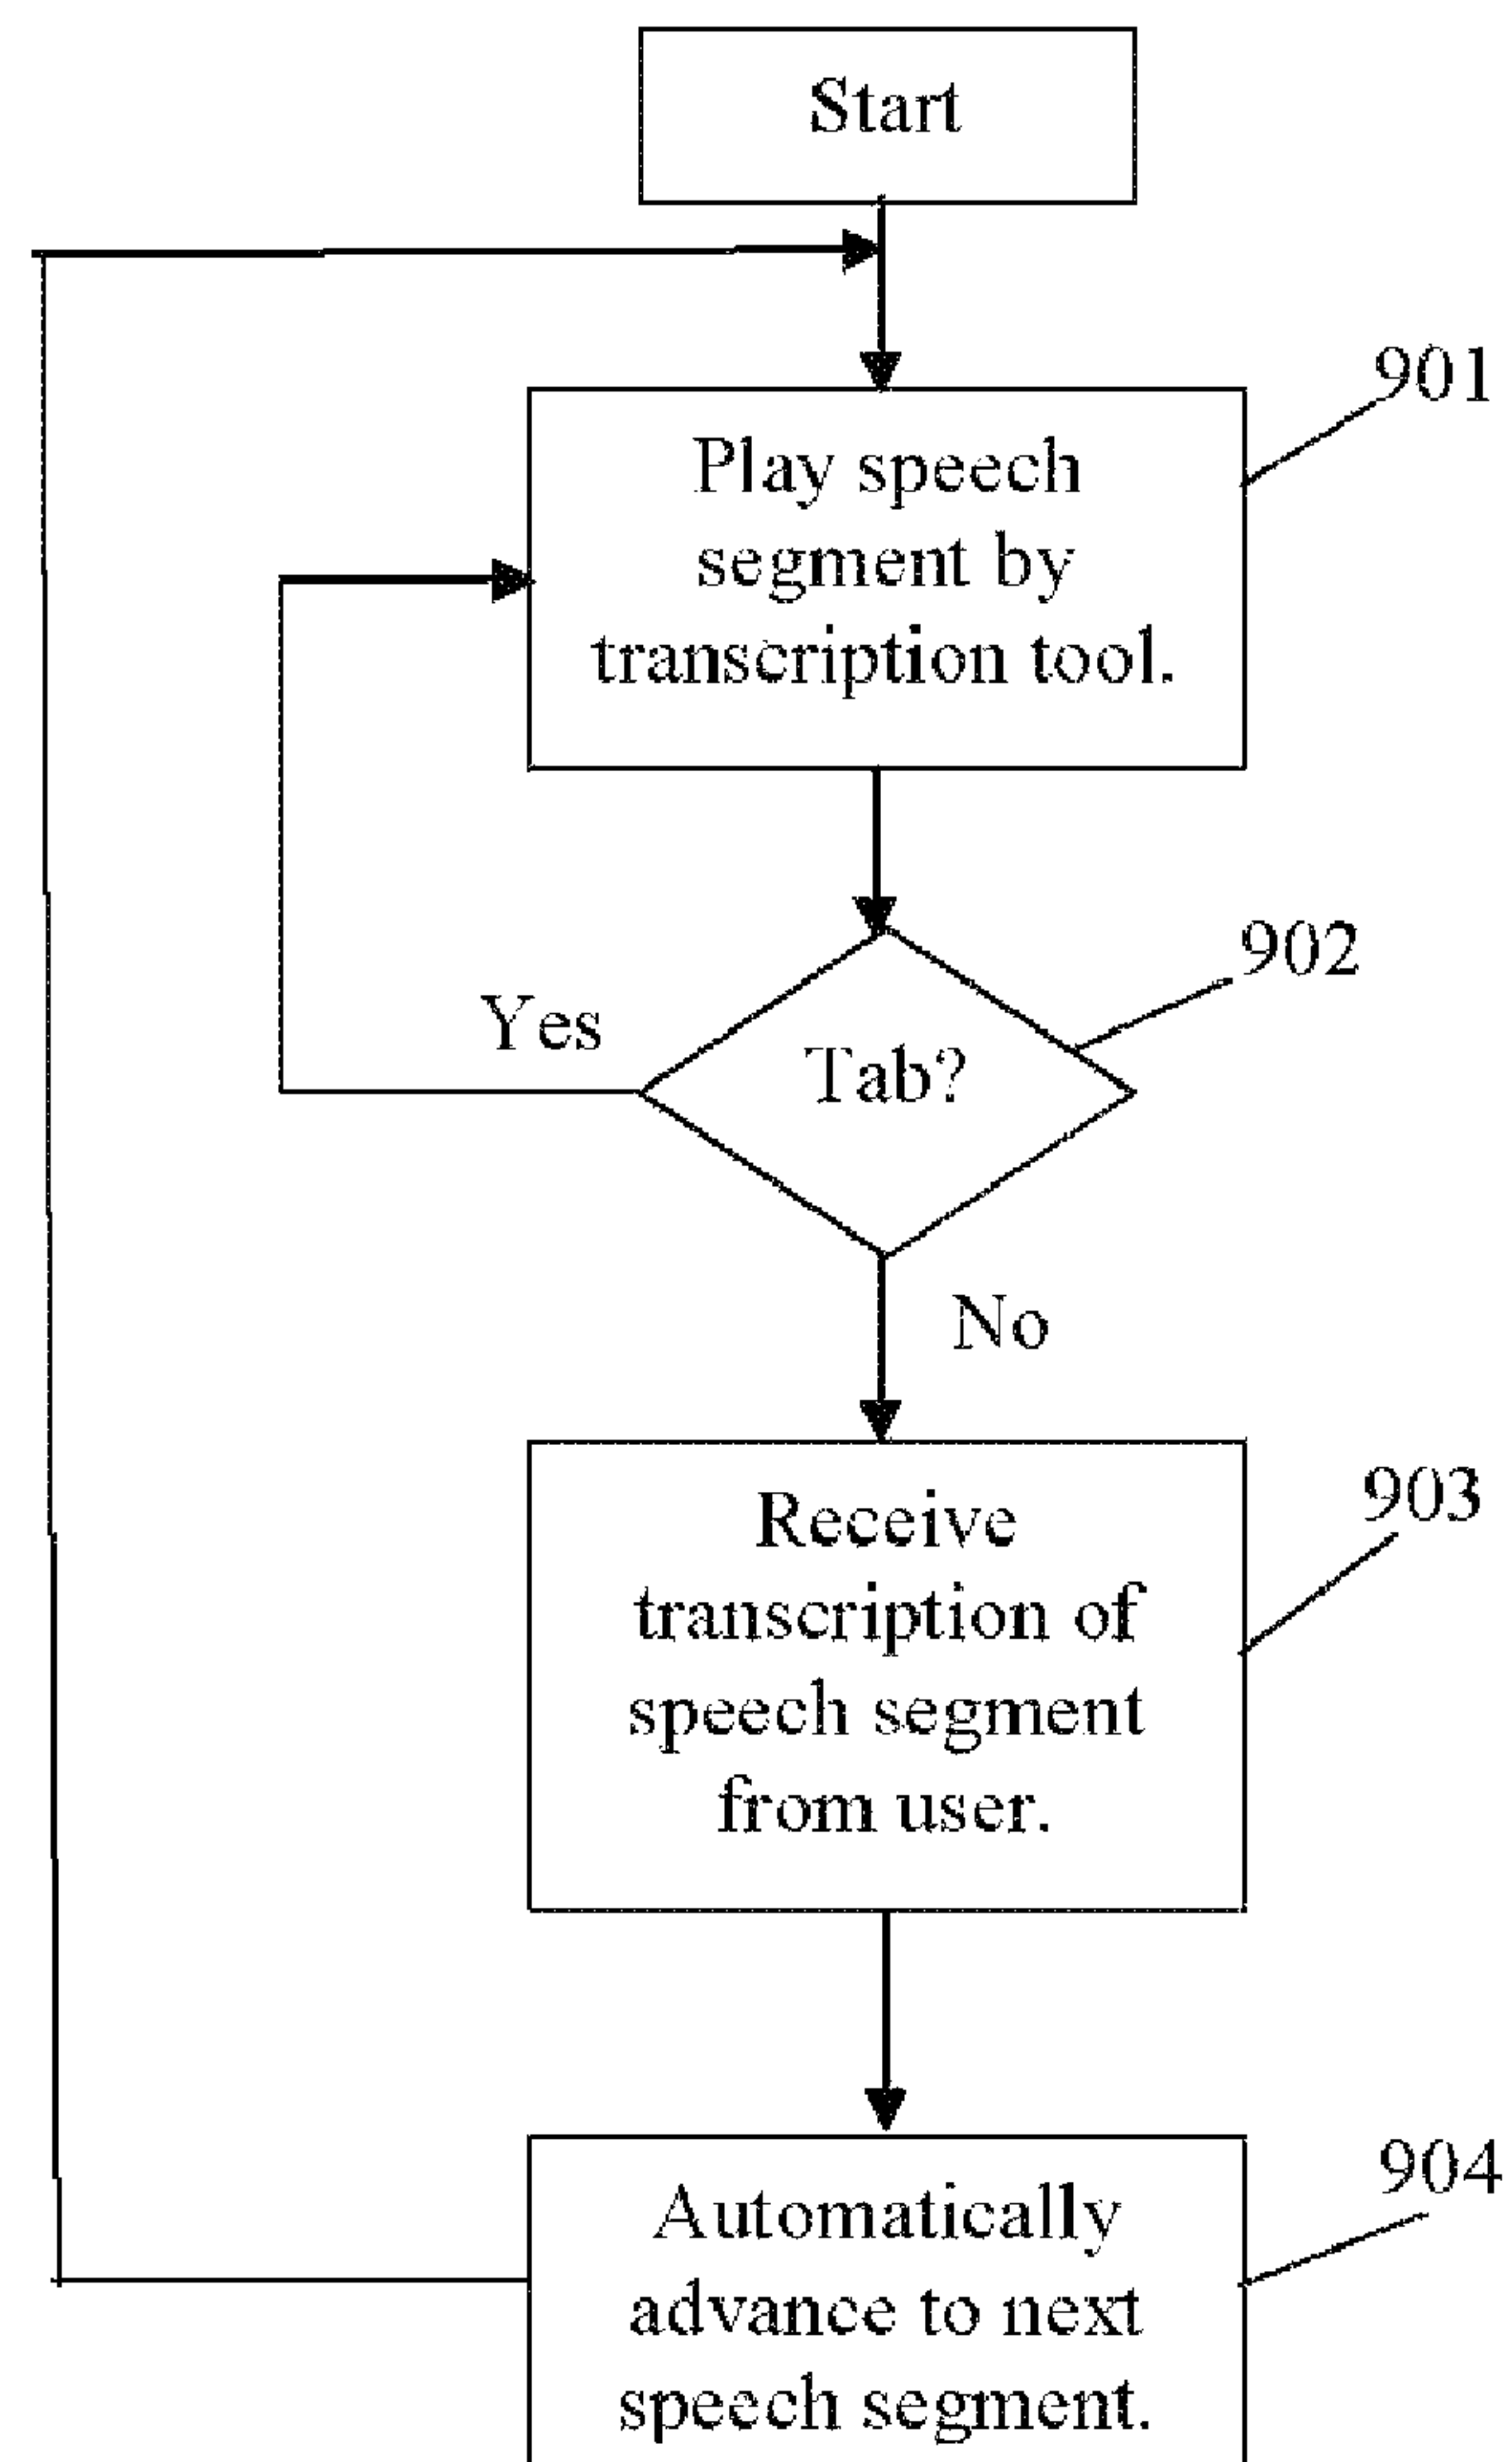 Start
901
Play speech
segment by
transcription tool.
902
Yes
Tab?
No
903
Receive
transcription of
speech segment
from user.
904
Automatically
advance to next
speech segment.